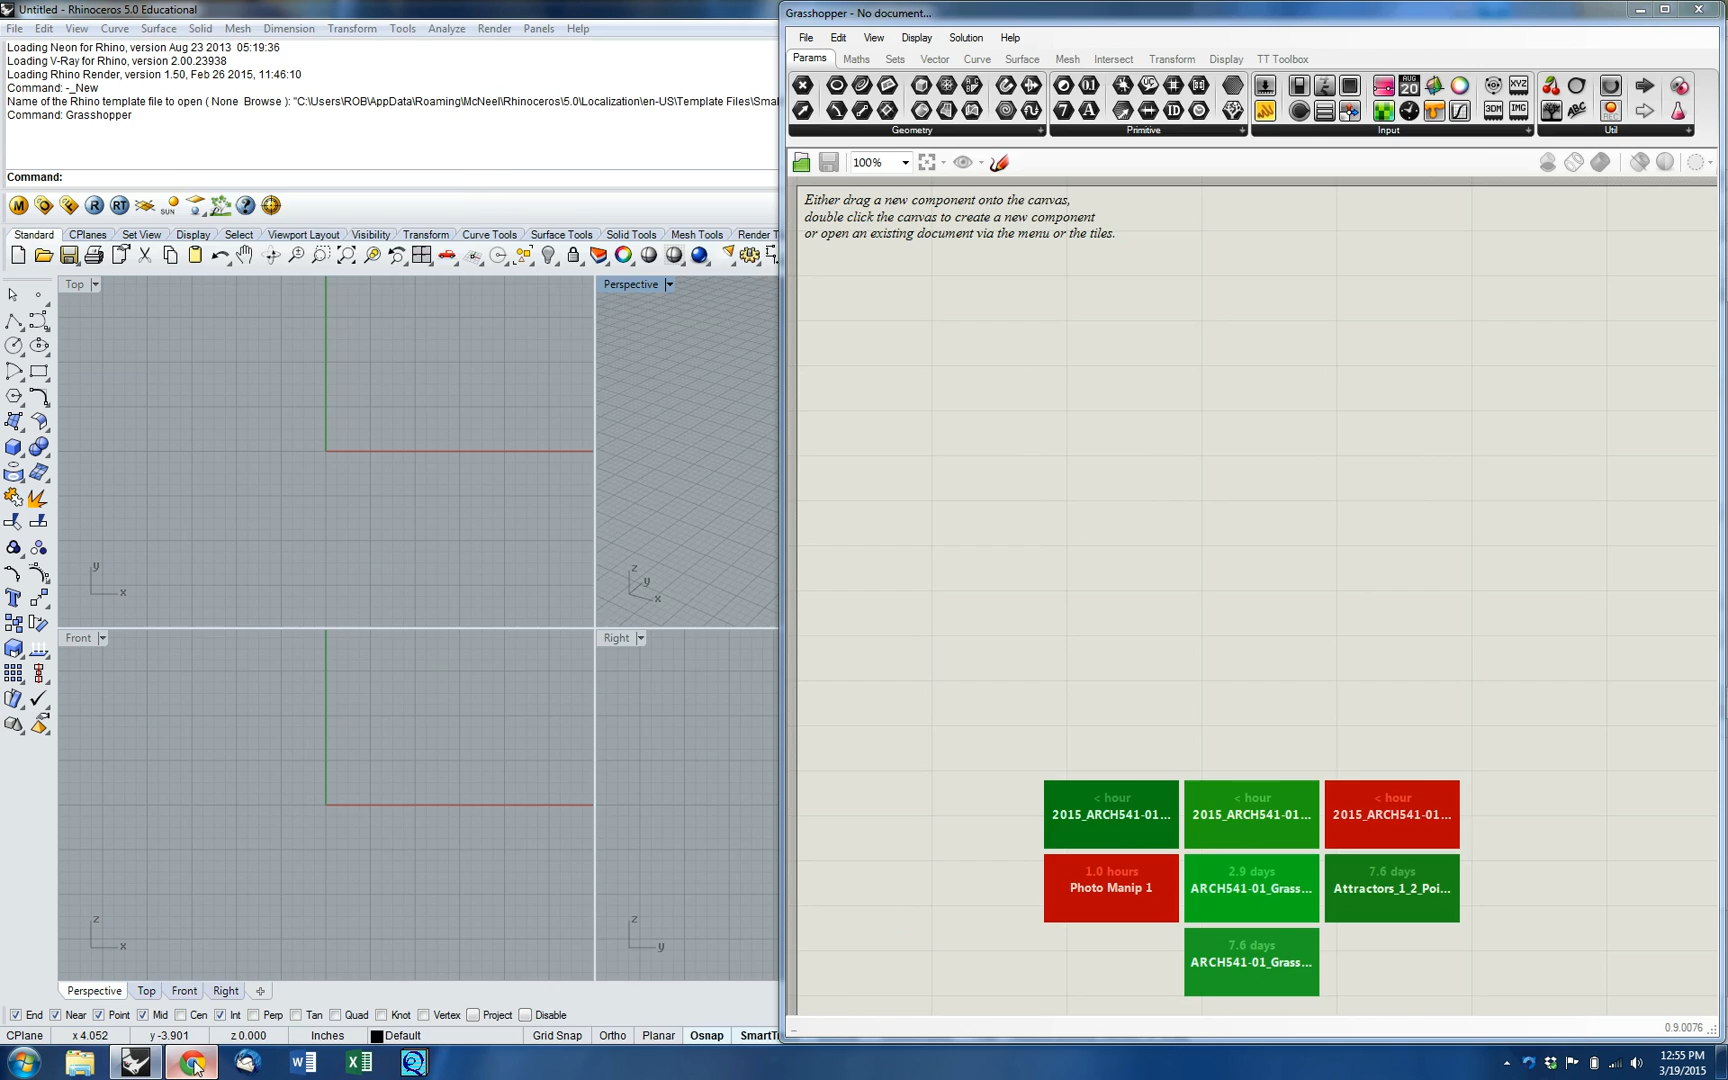 Untitled - Rhinoceros 5.0 Educational
File Edit View Curve Surface Solid Mesh Dimension Transform Tools Analyze Render Panels Help
Loading Neon for Rhino, version Aug 23 2013 05:19:36
Loading V-Ray for Rhino, version 2.00.23938
Loading Rhino Render, version 1.50, Feb 26 2015, 11:46:10
Command: -_New
Name of the Rhino template file to open ( None Browse ): "C:\Users\ROB\AppData\Roaming\McNeel\Rhinoceros\5.0\Localization\en-US\Template Files\Smal
Command: Grasshopper
Command:
M R RT SUN
Standard CPlanes Set View Display Select Viewport Layout Visibility Transform Curve Tools Surface Tools Solid Tools Mesh Tools Render T
Top
y
x
Perspective
z
y
x
Front
z
x
Right
z
y
Perspective Top Front Right
End Near Point Mid Cen Int Perp Tan Quad Knot Vertex Project Disable
CPlane x 4.052 y -3.901 z 0.000 Inches Default Grid Snap Ortho Planar Osnap SmartTr
Grasshopper - No document...
File Edit View Display Solution Help
Params Maths Sets Vector Curve Surface Mesh Intersect Transform Display TT Toolbox
Geometry Primitive Input Util
100%
Either drag a new component onto the canvas,
double click the canvas to create a new component
or open an existing document via the menu or the tiles.
< hour
2015_ARCH541-01...
< hour
2015_ARCH541-01...
< hour
2015_ARCH541-01...
1.0 hours
Photo Manip 1
2.9 days
ARCH541-01_Grass...
7.6 days
Attractors_1_2_Poi...
7.6 days
ARCH541-01_Grass...
0.9.0076
12:55 PM
3/19/2015